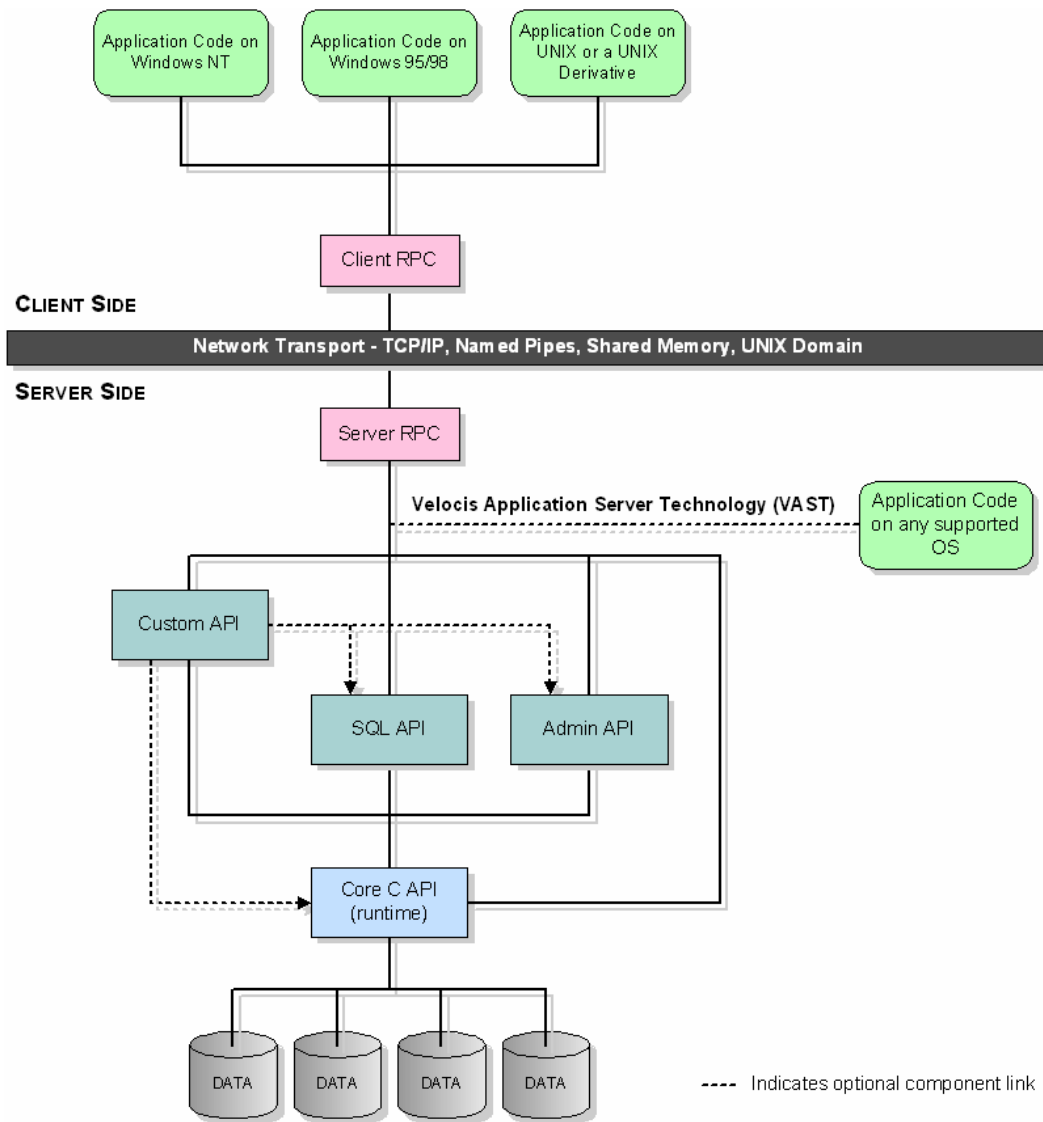 Application Code on
Windows NT
Application Code on
Windows 95/98
Application Code on
UNIX or a UNIX
Derivative
Client RPC
CLIENT SIDE
Network Transport - TCP/IP, Named Pipes, Shared Memory, UNIX Domain
SERVER SIDE
Server RPC
Velocis Application Server Technology (VAST)
Application Code
on any supported
OS
Custom API
SQL API
Admin API
Core C API
(runtime)
DATA
DATA
DATA
DATA
Indicates optional component link